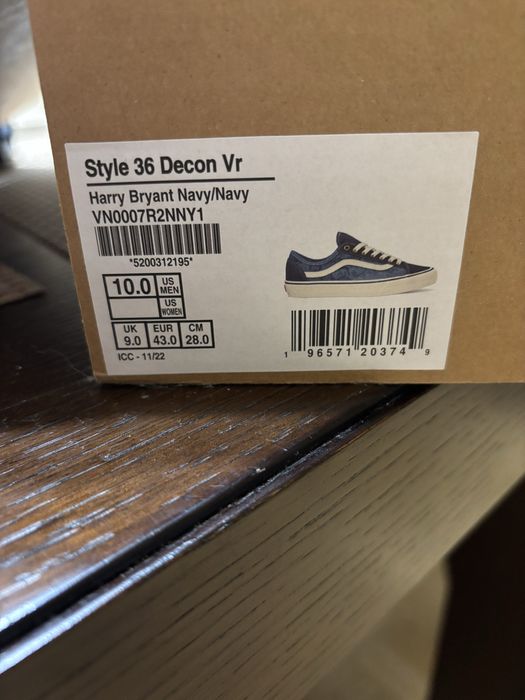 Style 36 Decon Vr
Harry Bryant Navy/Navy
VN0007R2NNY1
*5200312195*
10.0 US MEN
US WOMEN
UK EUR CM
9.0 43.0 28.0
ICC - 11/22
1 96571 20374 9